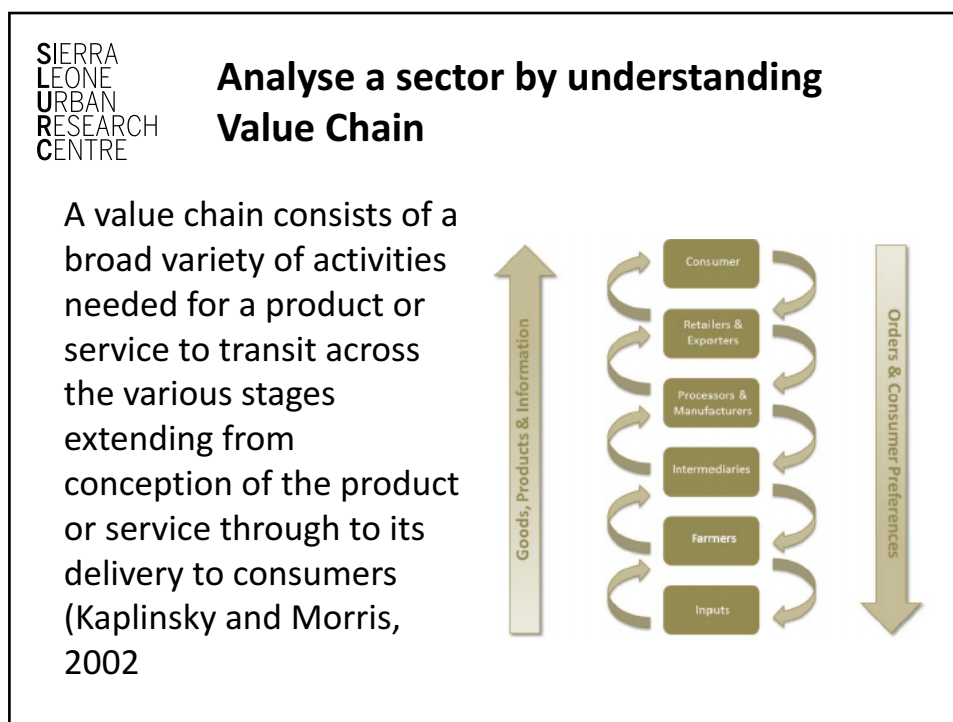 SIERRA
LEONE
URBAN
RESEARCH
CENTRE
Analyse a sector by understanding
Value Chain
A value chain consists of a
broad variety of activities
needed for a product or
service to transit across
the various stages
extending from
conception of the product
or service through to its
delivery to consumers
(Kaplinsky and Morris,
2002
Goods, Products & Information
Consumer
Retailers &
Exporters
Processors &
Manufacturers
Intermediaries
Farmers
Inputs
Orders & Consumer Preferences